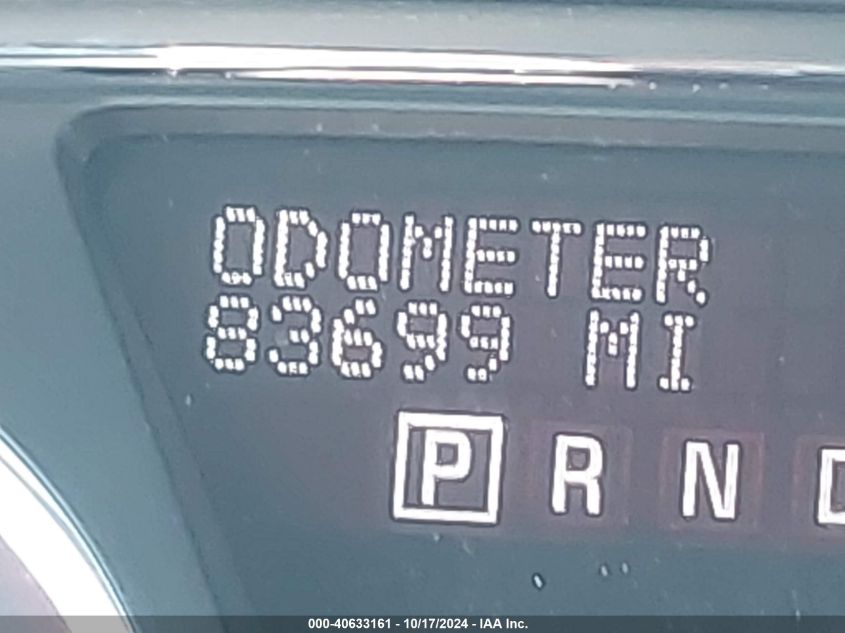 ODOMETER
83699 MI
P R N
000-40633161 - 10/17/2024 - IAA Inc.